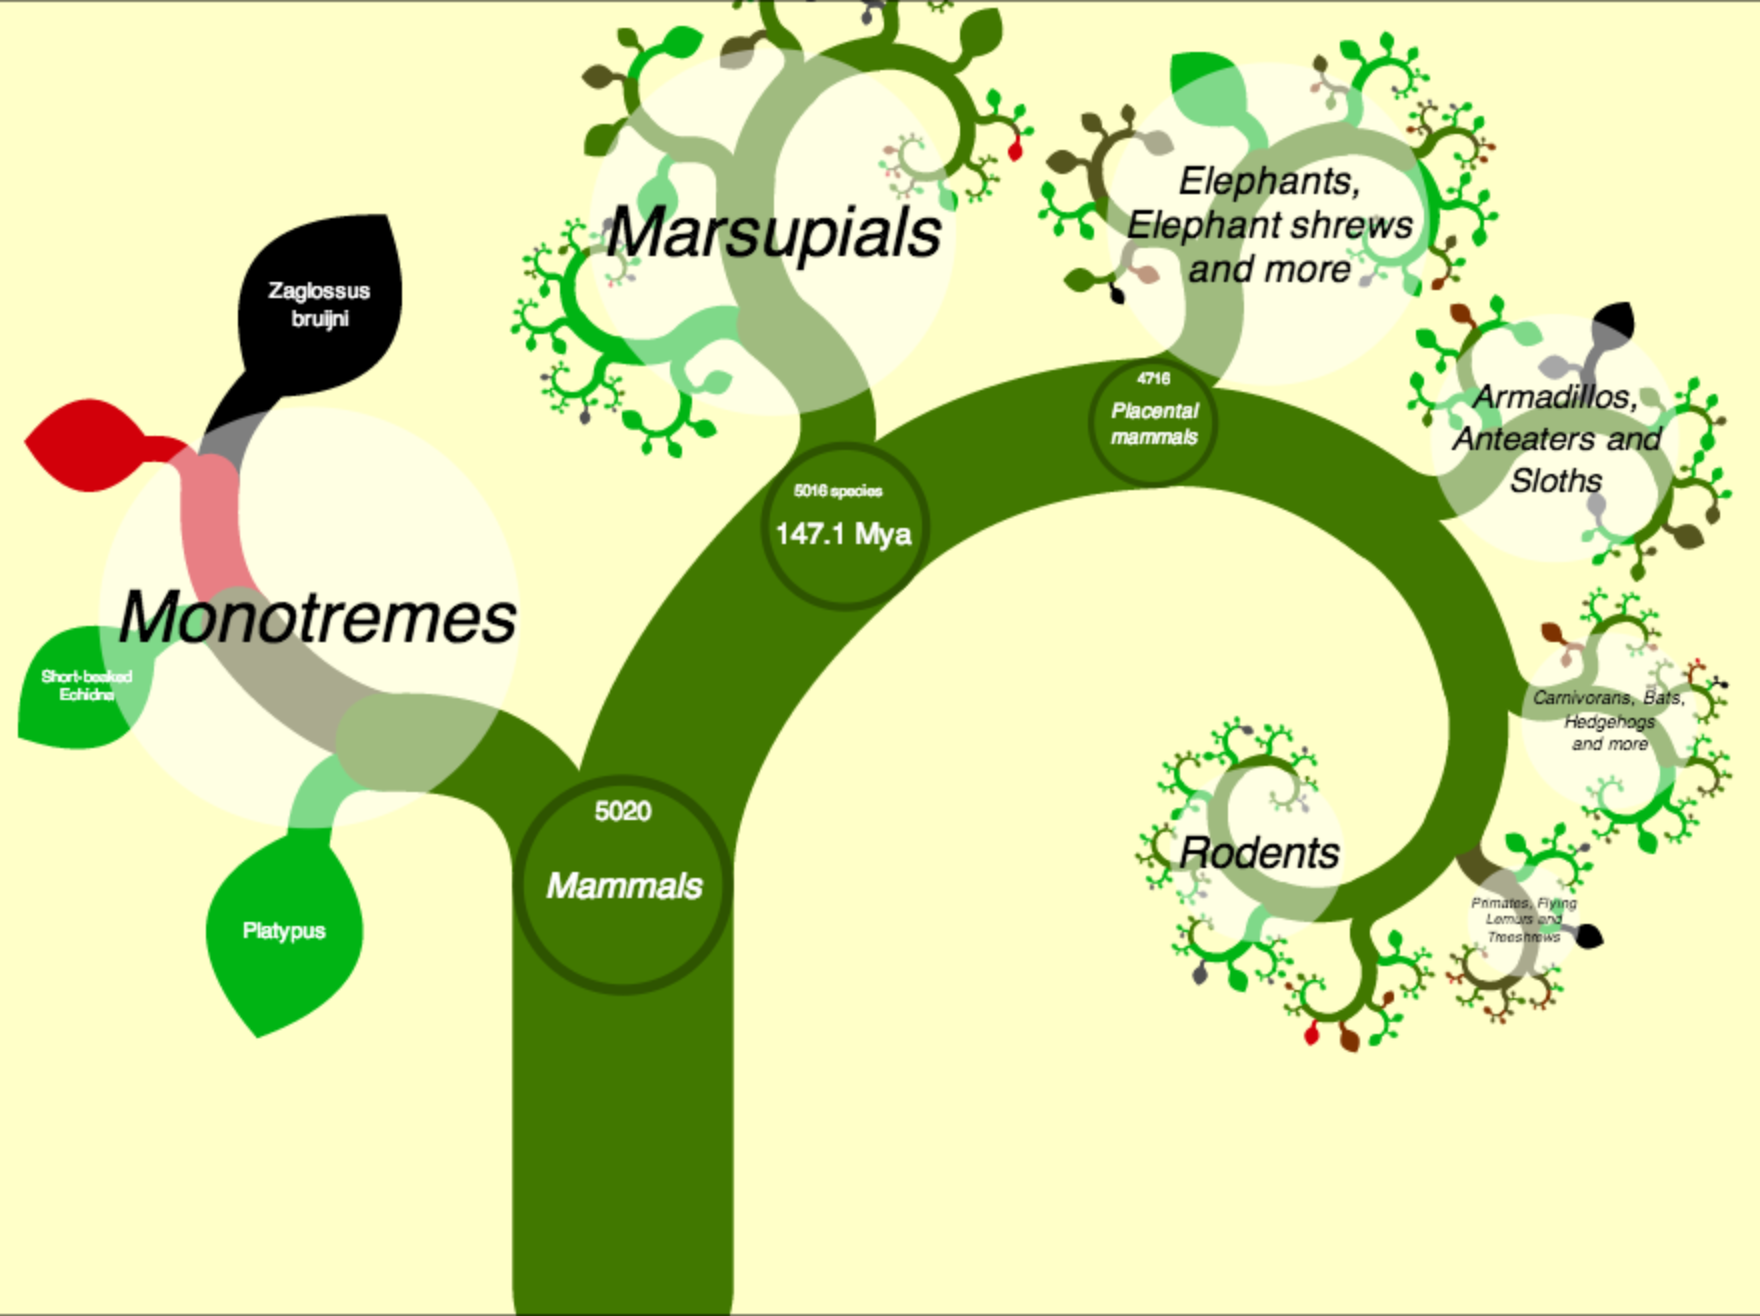 Marsupials
Elephants,
Elephant shrews
and more
Zaglossus
bruijni
4716
Placental
mammals
Armadillos,
Anteaters and
Sloths
5016 species
147.1 Mya
Monotremes
Short-beaked
Echidna
Carnivorans, Bats,
Hedgehogs
and more
5020
Mammals
Rodents
Primates, Flying
Lemurs and
Treeshrews
Platypus